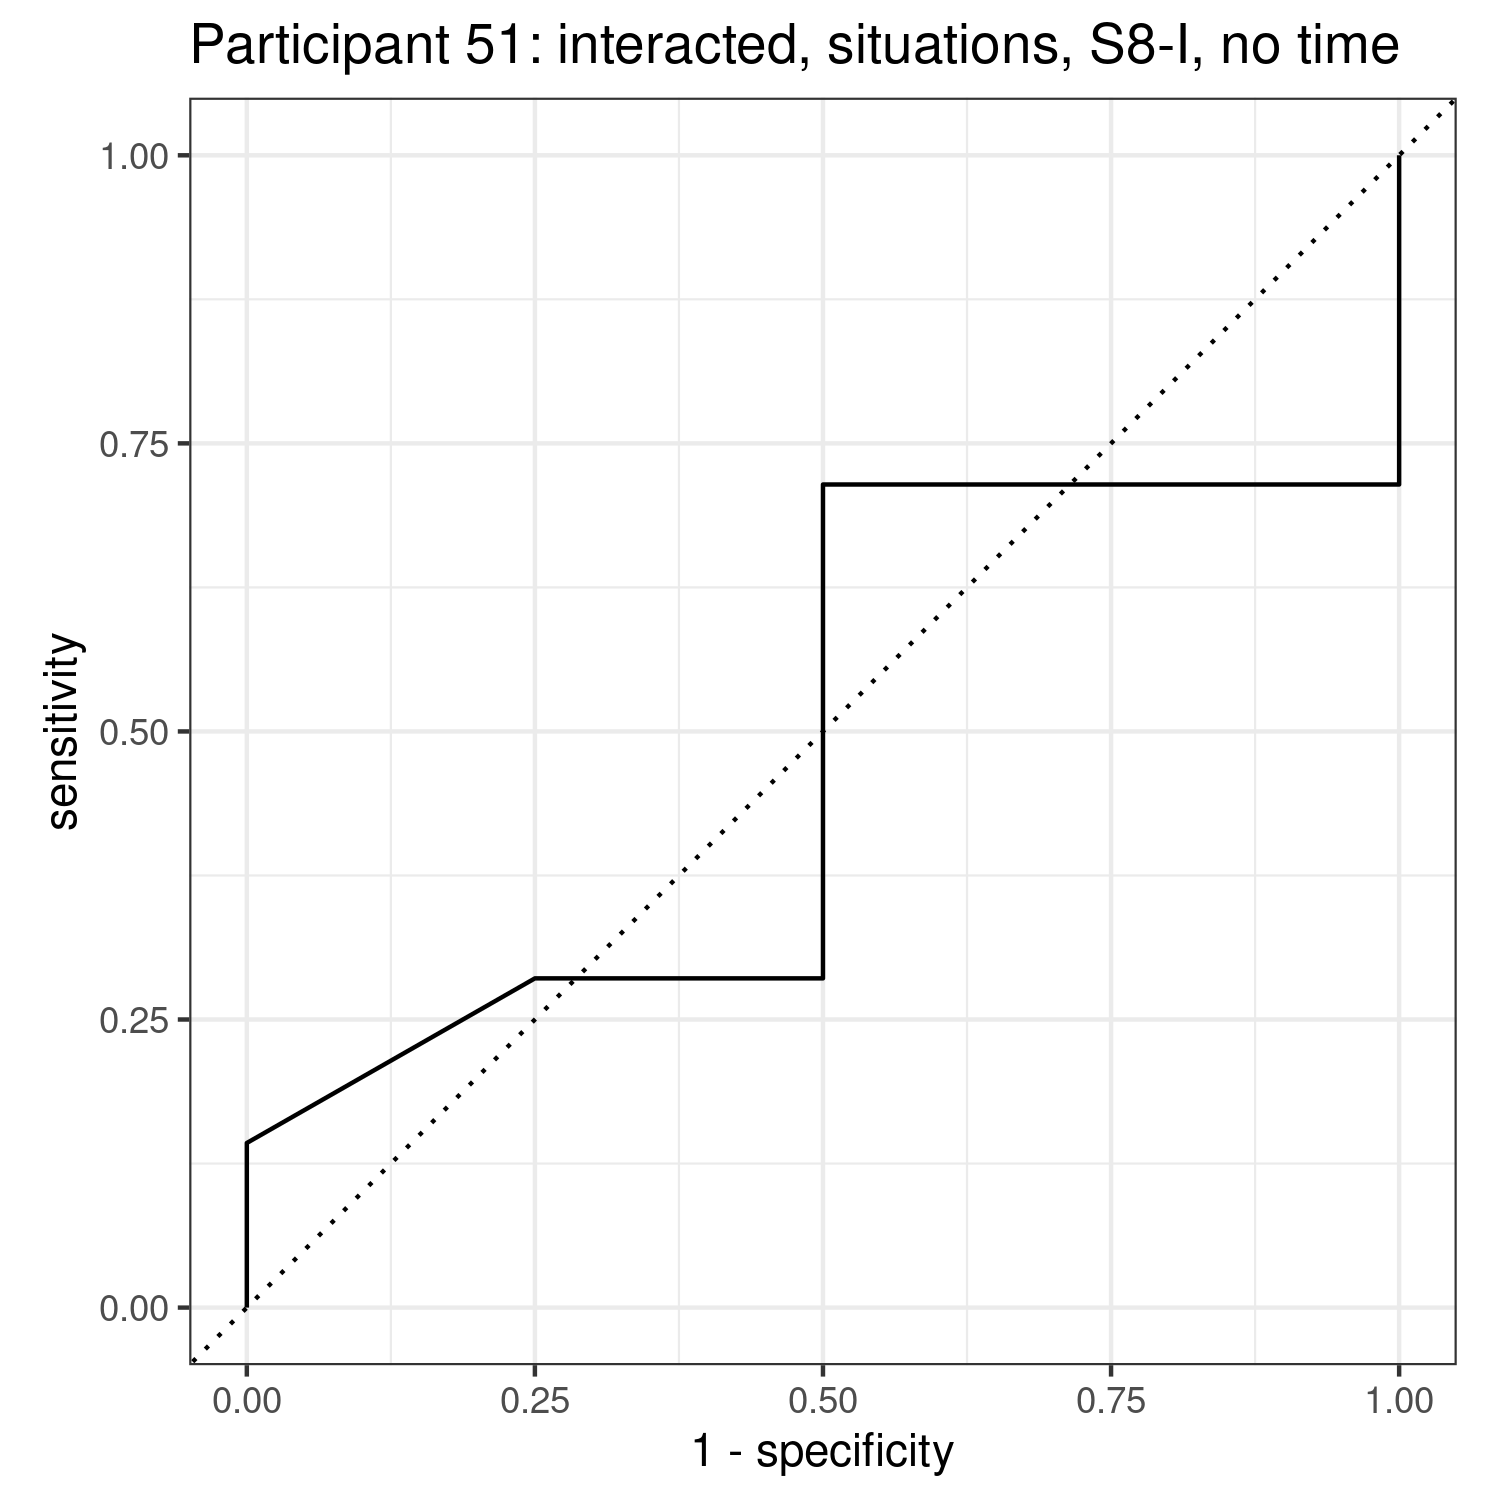 Participant 51: interacted, situations, S8-I, no time
1.00
0.75
0.50
0.25
0.00
sensitivity
0.00 0.25 0.50 0.75 1.00
1 - specificity